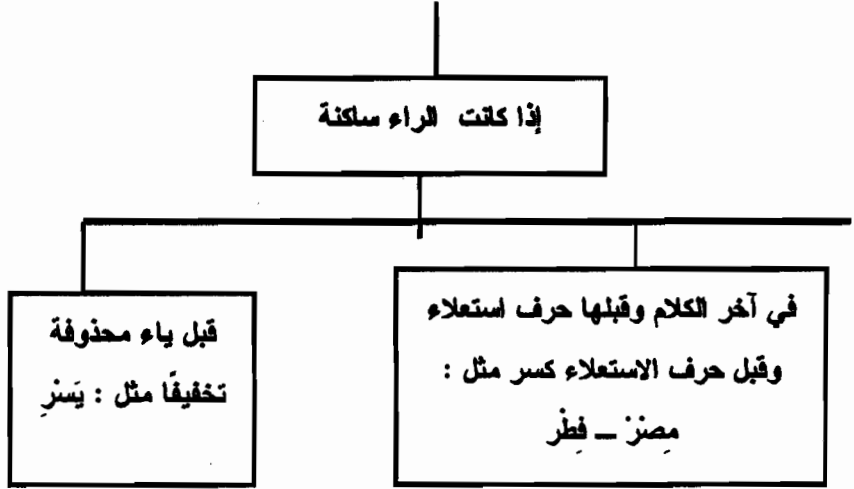 إذا كانت الراء ساكنة
في آخر الكلام وقبلها حرف استعلاء
وقبل حرف الاستعلاء كسر مثل :
مِصْرْ – فِطْر
قبل ياء محذوفة
تخفيفًا مثل : يَسْرِ